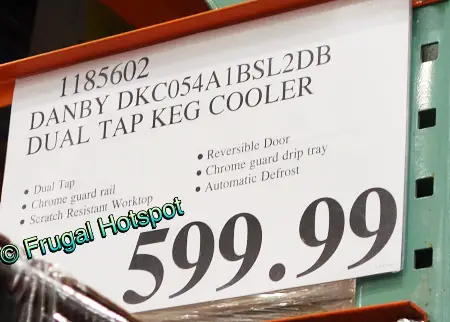 1185602
DANBY DKC054A1BSL2DB
DUAL TAP KEG COOLER
• Dual Tap
• Chrome guard rail
• Scratch Resistant Worktop
• Reversible Door
• Chrome guard drip tray
• Automatic Defrost
599.99
© Frugal Hotspot